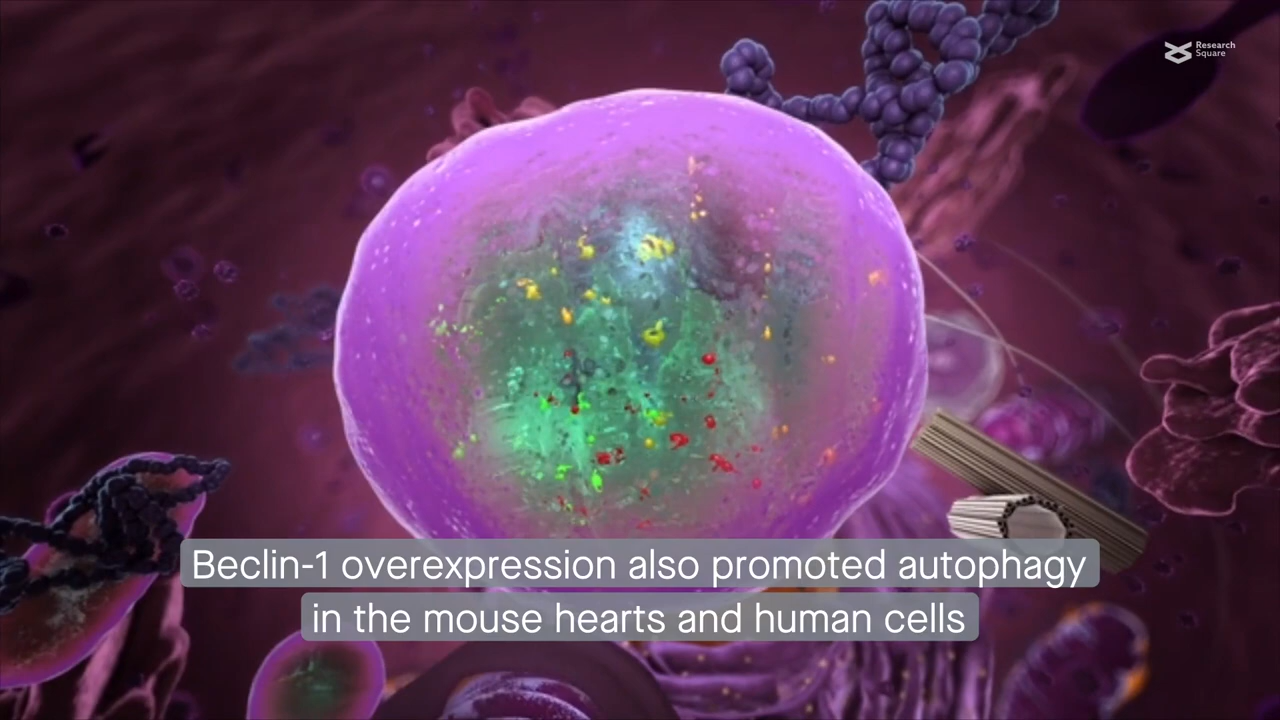 Research
Square
Beclin-1 overexpression also promoted autophagy
in the mouse hearts and human cells